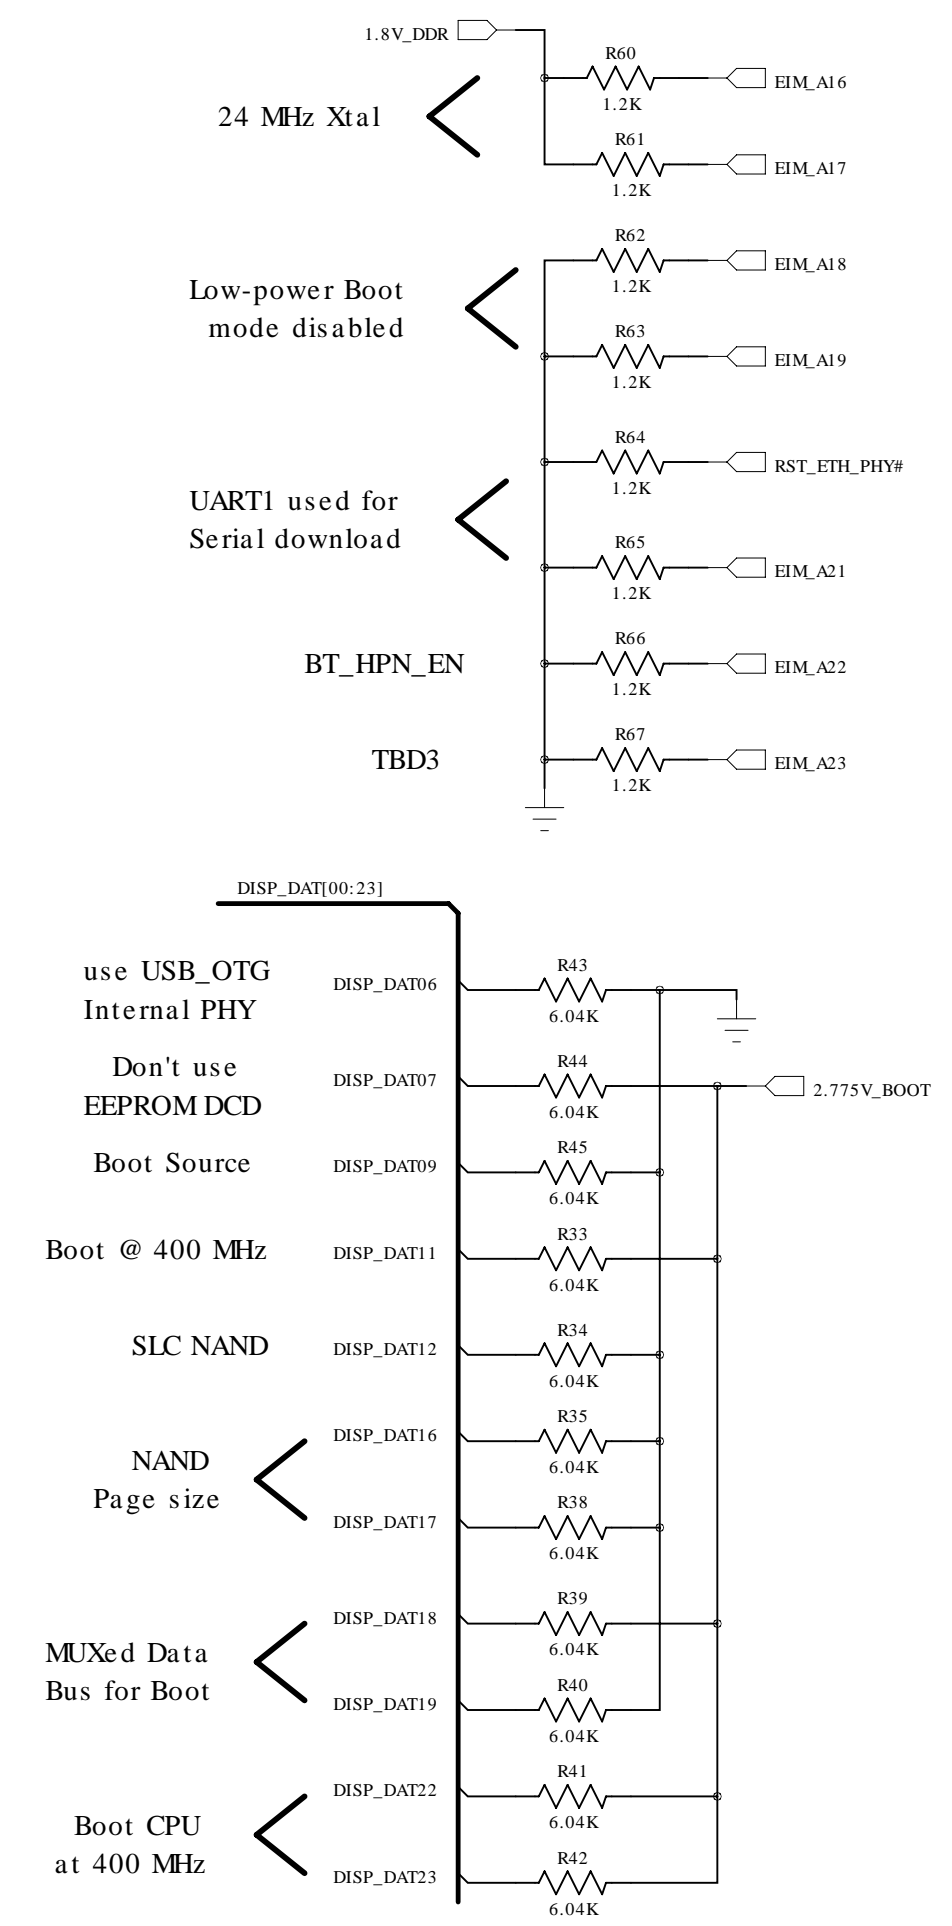 1.8V_DDR
R60
EIM_A16
1.2K
24 MHz Xtal
R61
EIM_A17
1.2K
R62
EIM_A18
1.2K
Low-power Boot
mode disabled
R63
EIM_A19
1.2K
R64
RST_ETH_PHY#
1.2K
UART1 used for
Serial download
R65
EIM_A21
1.2K
R66
BT_HPN_EN
EIM_A22
1.2K
R67
TBD3
EIM_A23
1.2K
DISP_DAT[00:23]
use USB_OTG
Internal PHY
DISP_DAT06
R43
6.04K
Don't use
EEPROM DCD
DISP_DAT07
R44
6.04K
2.775V_BOOT
Boot Source
DISP_DAT09
R45
6.04K
Boot @ 400 MHz
DISP_DAT11
R33
6.04K
SLC NAND
DISP_DAT12
R34
6.04K
NAND
Page size
DISP_DAT16
R35
6.04K
DISP_DAT17
R38
6.04K
MUXed Data
Bus for Boot
DISP_DAT18
R39
6.04K
DISP_DAT19
R40
6.04K
Boot CPU
at 400 MHz
DISP_DAT22
R41
6.04K
DISP_DAT23
R42
6.04K